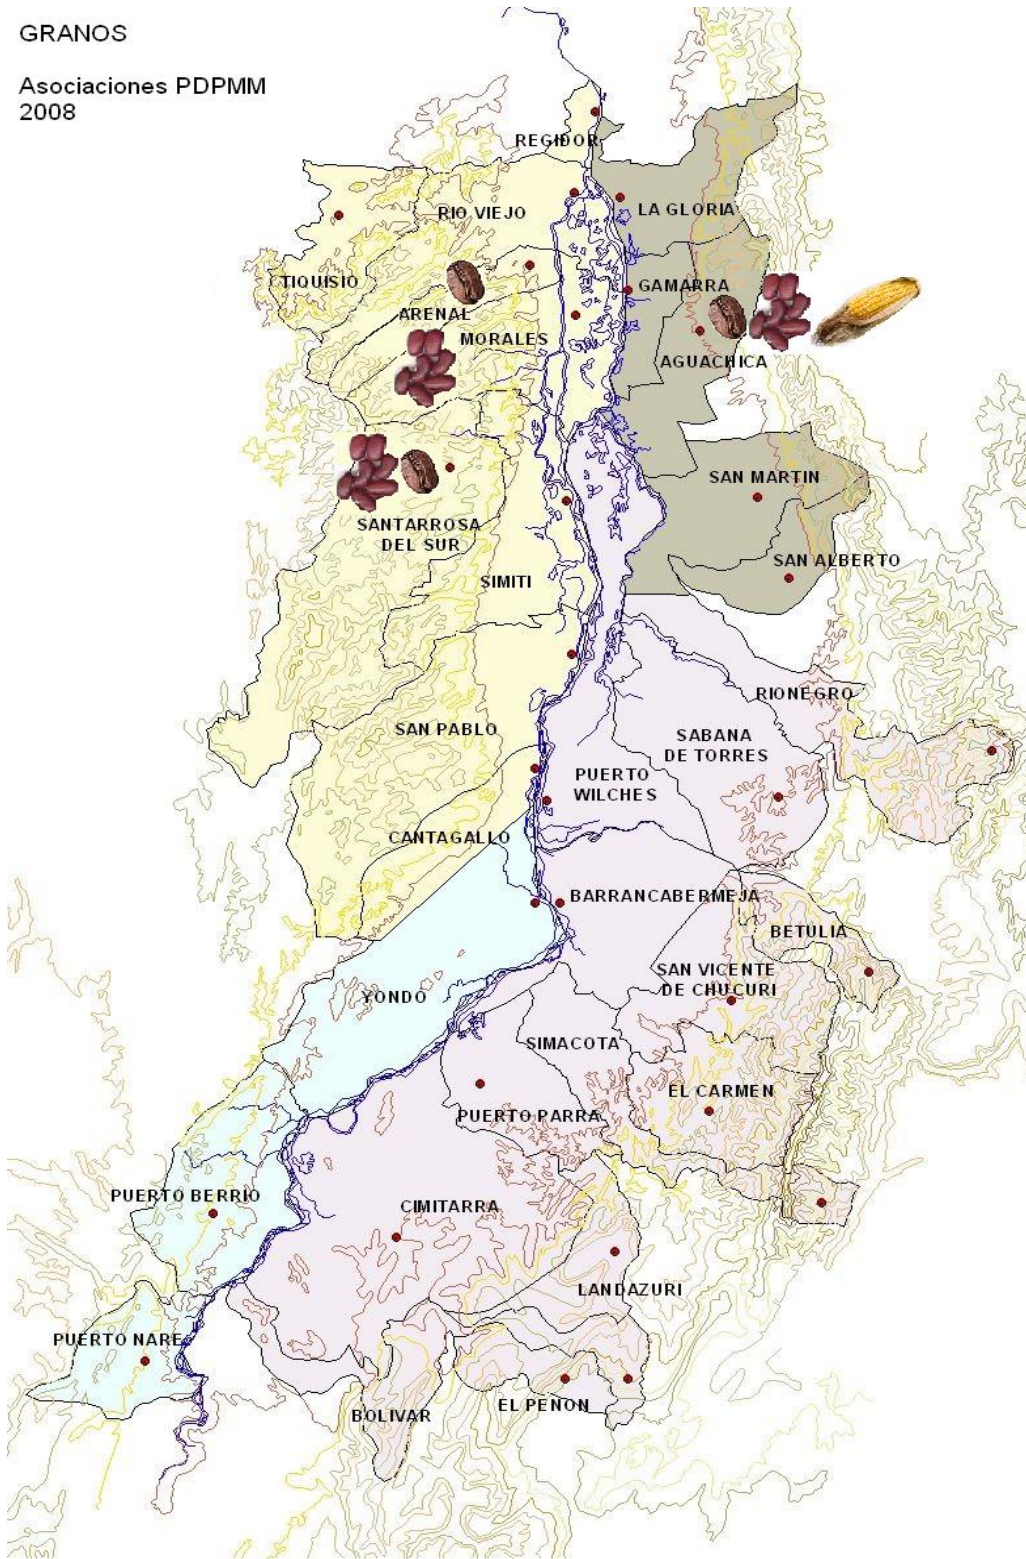 GRANOS
Asociaciones PDPMM
2008
REGIDOR
RIO VIEJO
LA GLORIA
TIQUISIO
GAMARRA
ARENAL
MORALES
AGUACHICA
SAN MARTIN
SANTARROSA
DEL SUR
SAN ALBERTO
SIMITI
RIONEGRO
SAN PABLO
SABANA
DE TORRES
PUERTO
WILCHES
CANTAGALLO
BARRANCABERMEJA
BETULIA
SAN VICENTE
DE CHUCURI
YONDO
SIMACOTA
EL CARMEN
PUERTO PARRA
PUERTO BERRIO
CIMITARRA
LANDAZURI
PUERTO NARE
EL PENON
BOLIVAR